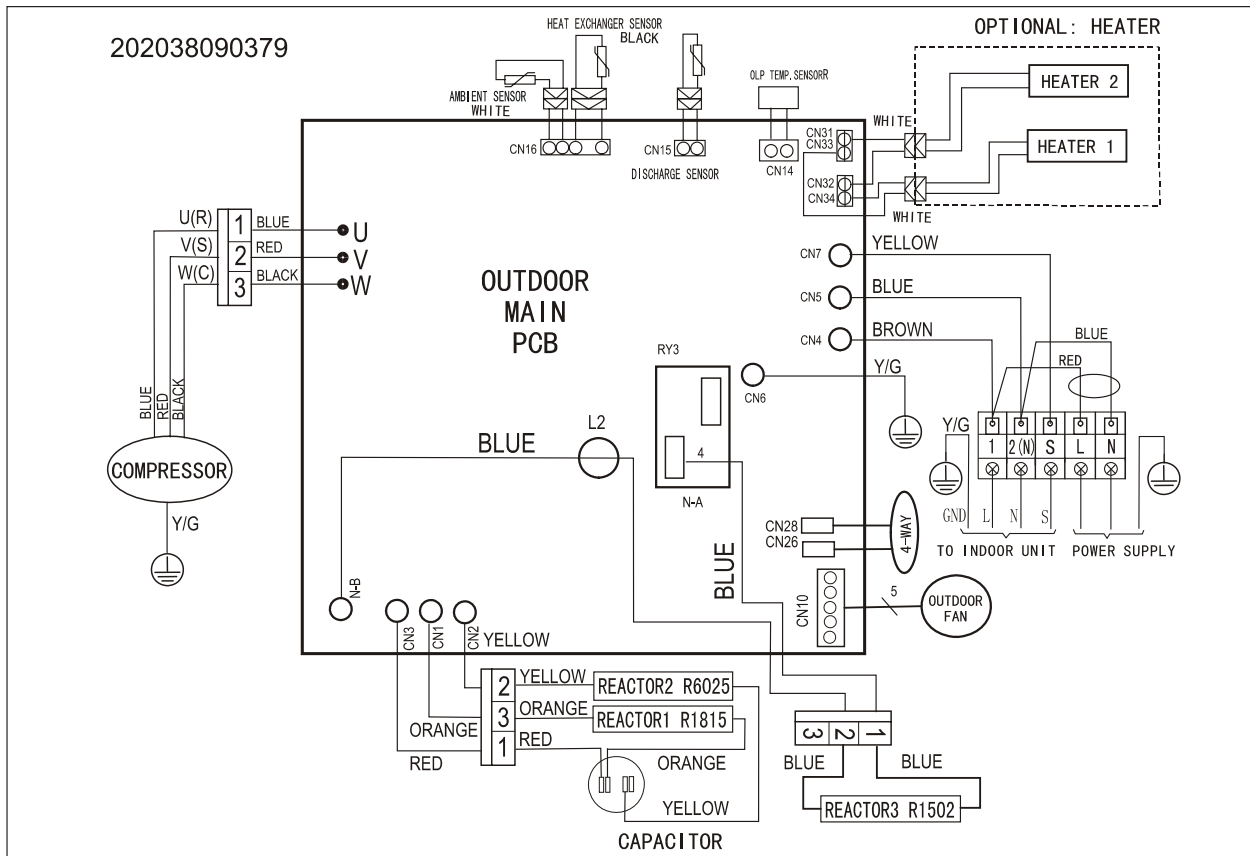 202038090379
HEAT EXCHANGER SENSOR
BLACK
OPTIONAL: HEATER
AMBIENT SENSOR
WHITE
OLP TEMP.SENSORR
HEATER 2
HEATER 1
WHITE
WHITE
CN16
CN15
DISCHARGE SENSOR
CN14
CN31
CN33
CN32
CN34
U(R)
V(S)
W(C)
1
2
3
BLUE
RED
BLACK
U
V
W
OUTDOOR
MAIN
PCB
CN7
YELLOW
CN5
BLUE
CN4
BROWN
RY3
CN6
Y/G
BLUE
RED
Y/G
1
2(N)
S
L
N
GND
L
N
S
TO INDOOR UNIT
POWER SUPPLY
BLUE
RED
BLACK
COMPRESSOR
Y/G
BLUE
L2
4
N-A
BLUE
CN28
CN26
4-WAY
CN10
5
OUTDOOR
FAN
N-B
CN3
CN1
CN2
YELLOW
2
3
1
YELLOW
REACTOR2 R6025
ORANGE
REACTOR1 R1815
ORANGE
RED
RED
ORANGE
YELLOW
CAPACITOR
3
2
1
BLUE
BLUE
REACTOR3 R1502